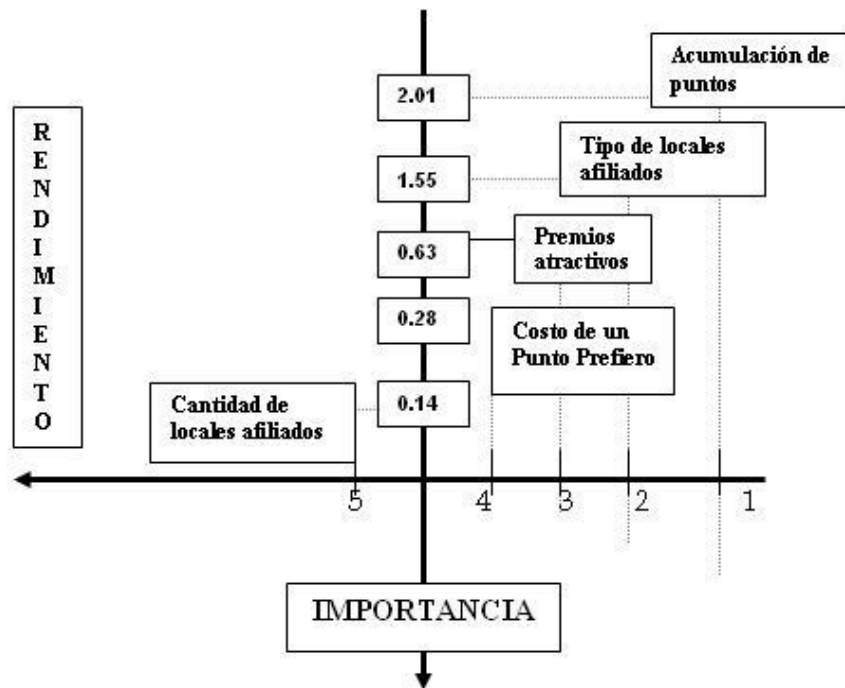 Acumulación de
puntos
2.01
R
E
N
D
I
M
I
E
N
T
O
Tipo de locales
afiliados
1.55
Premios
atractivos
0.63
0.28
Costo de un
Punto Prefiero
Cantidad de
locales afiliados
0.14
5 4 3 2 1
IMPORTANCIA